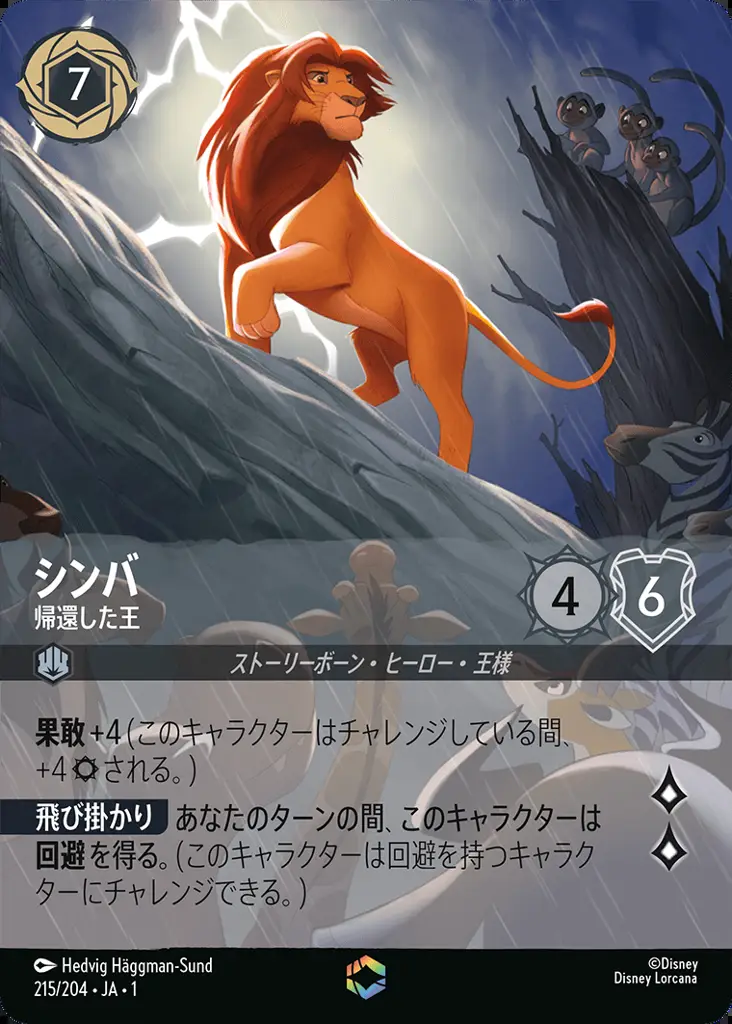 7
シンバ
帰還した王
4
6
ストーリーボーン・ヒーロー・王様
果敢 +4 (このキャラクターはチャレンジしている間、
+4 される。)
飛び掛かり あなたのターンの間、このキャラクターは
回避を得る。(このキャラクターは回避を持つキャラク
ターにチャレンジできる。)
Hedvig Häggman-Sund
©Disney
215/204 • JA • 1
Disney Lorcana